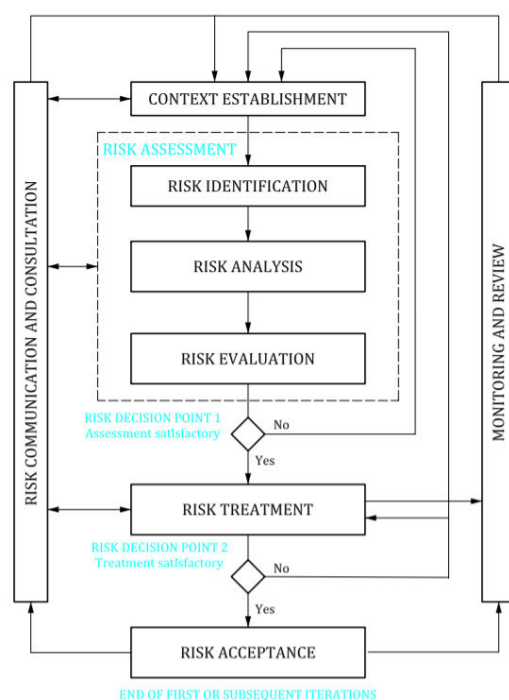 CONTEXT ESTABLISHMENT
RISK ASSESSMENT
RISK IDENTIFICATION
RISK ANALYSIS
RISK EVALUATION
RISK DECISION POINT 1
Assessment satisfactory
No
Yes
RISK TREATMENT
RISK DECISION POINT 2
Treatment satisfactory
No
Yes
RISK ACCEPTANCE
END OF FIRST OR SUBSEQUENT ITERATIONS
RISK COMMUNICATION AND CONSULTATION
MONITORING AND REVIEW